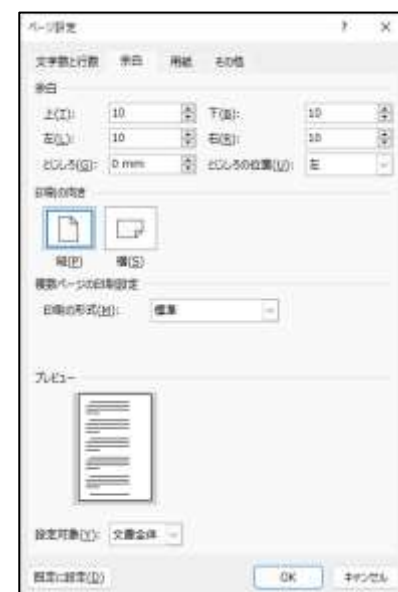 ページ設定 ? ×
文字数と行数 余白 用紙 その他
余白
上(T): 10 下(B): 10
左(L): 10 右(R): 10
とじしろ(G): 0 mm とじしろの位置(U): 左
印刷の向き
縦(P) 横(S)
複数ページの印刷設定
印刷の形式(M): 標準
プレビュー
設定対象(Y): 文書全体
既定に設定(D) OK キャンセル